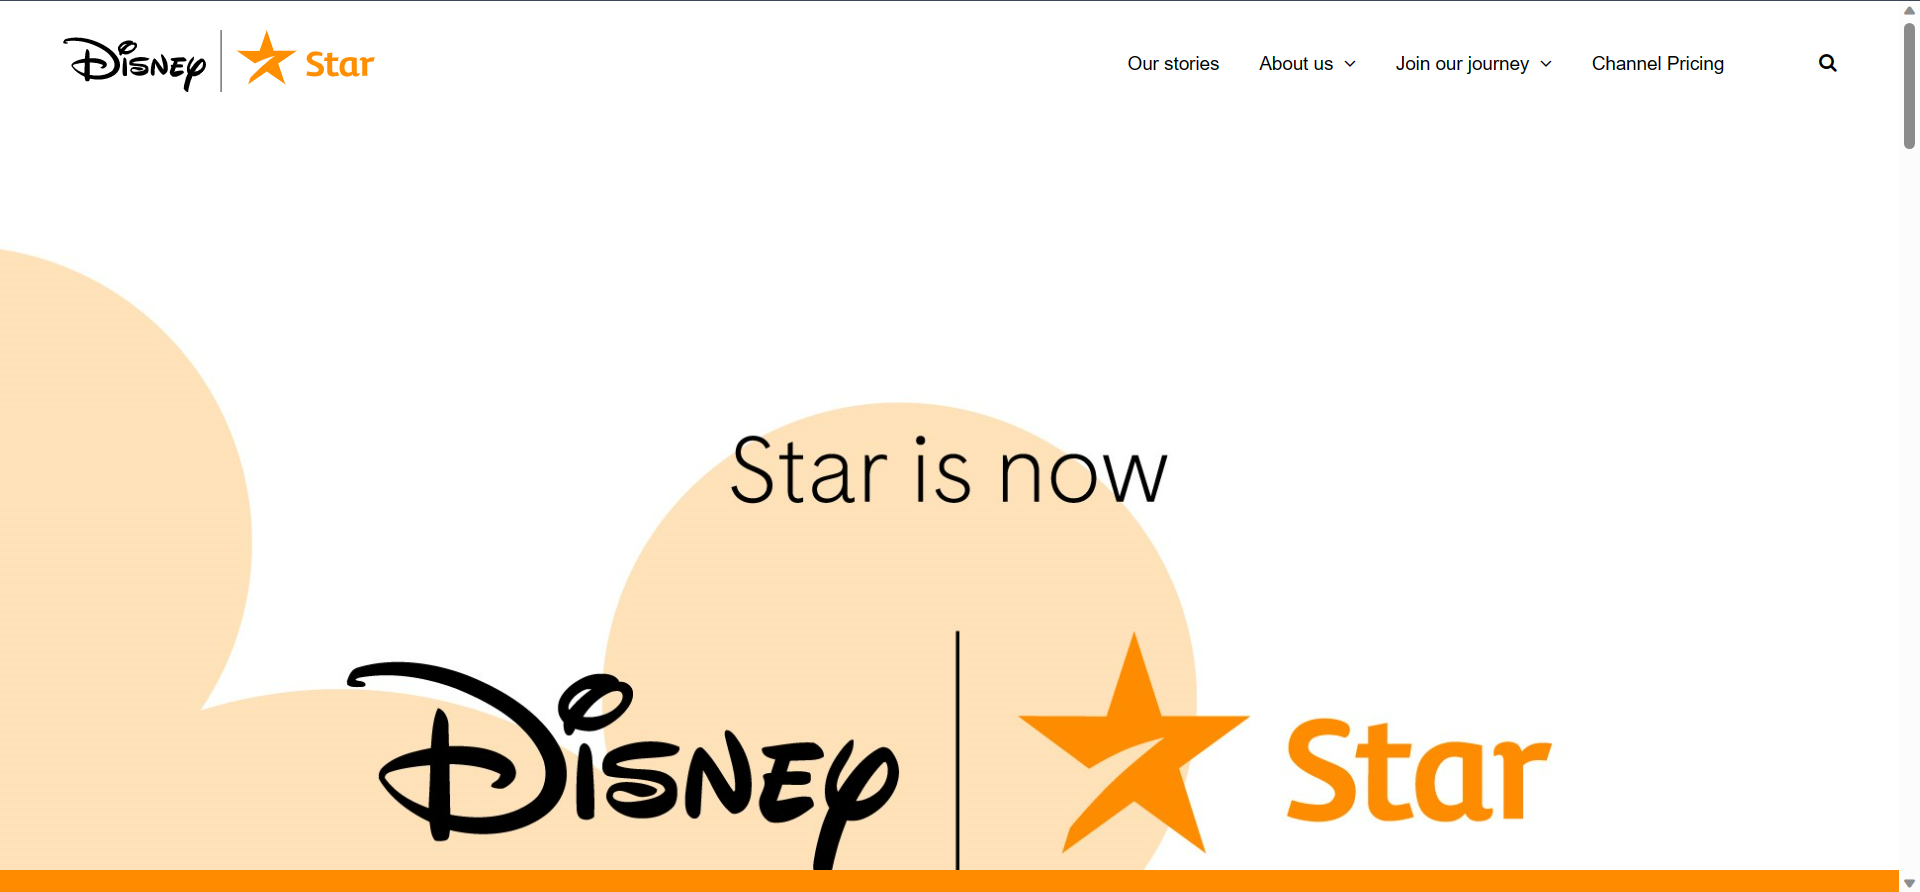 Disney | Star
Our stories
About us
Join our journey
Channel Pricing
Star is now
Disney | Star